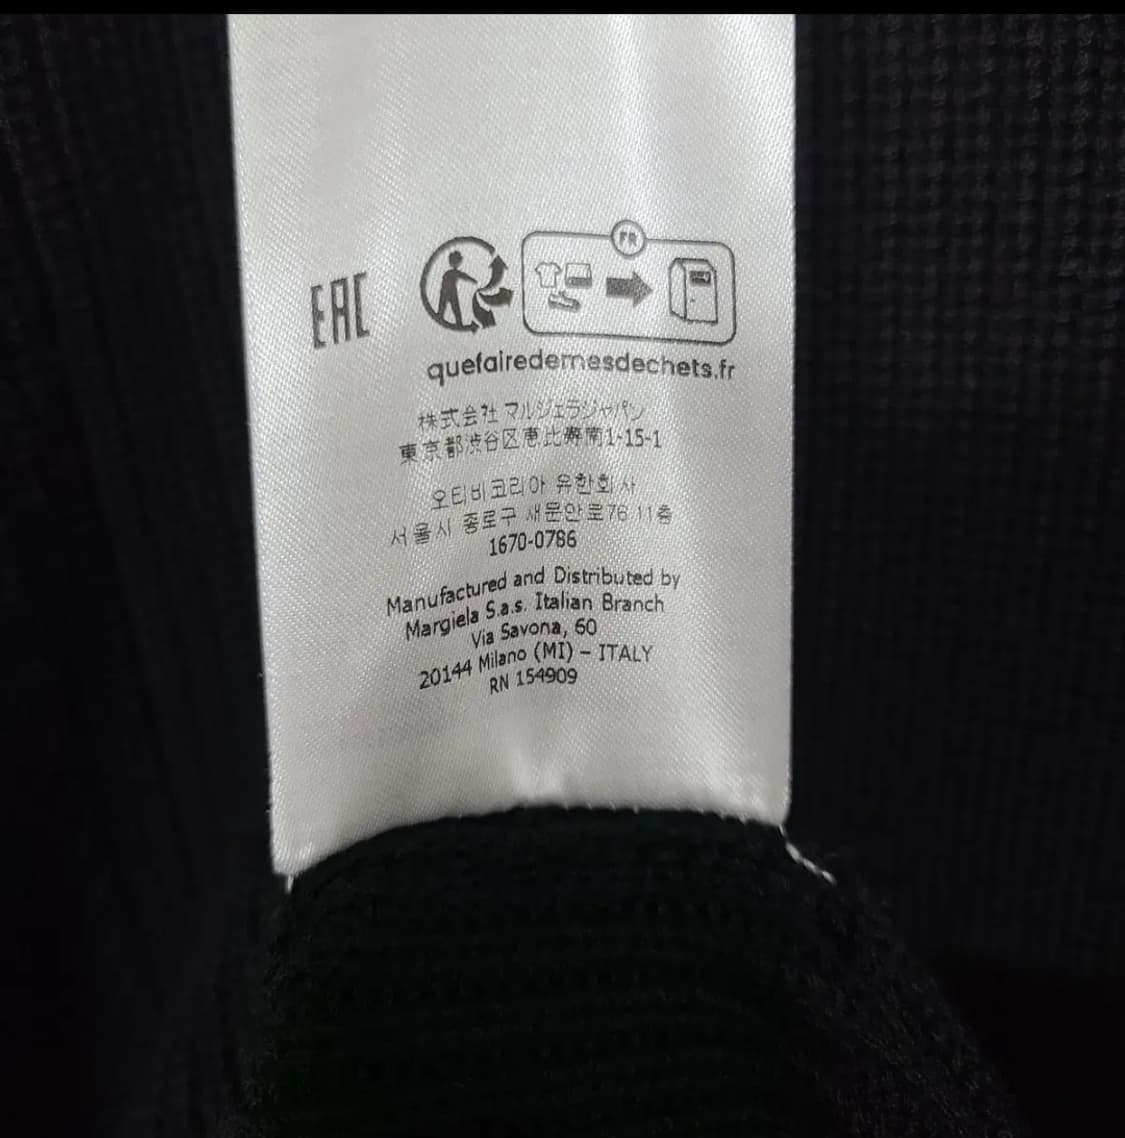 EAC
FR
quefairedemesdechets.fr
株式会社 マルジェラジャパン
東京都渋谷区恵比寿南1-15-1
오티비코리아 유한회사
서울시 종로구 새문안로76 11층
1670-0786
Manufactured and Distributed by
Margiela S.a.s. Italian Branch
Via Savona, 60
20144 Milano (MI) – ITALY
RN 154909